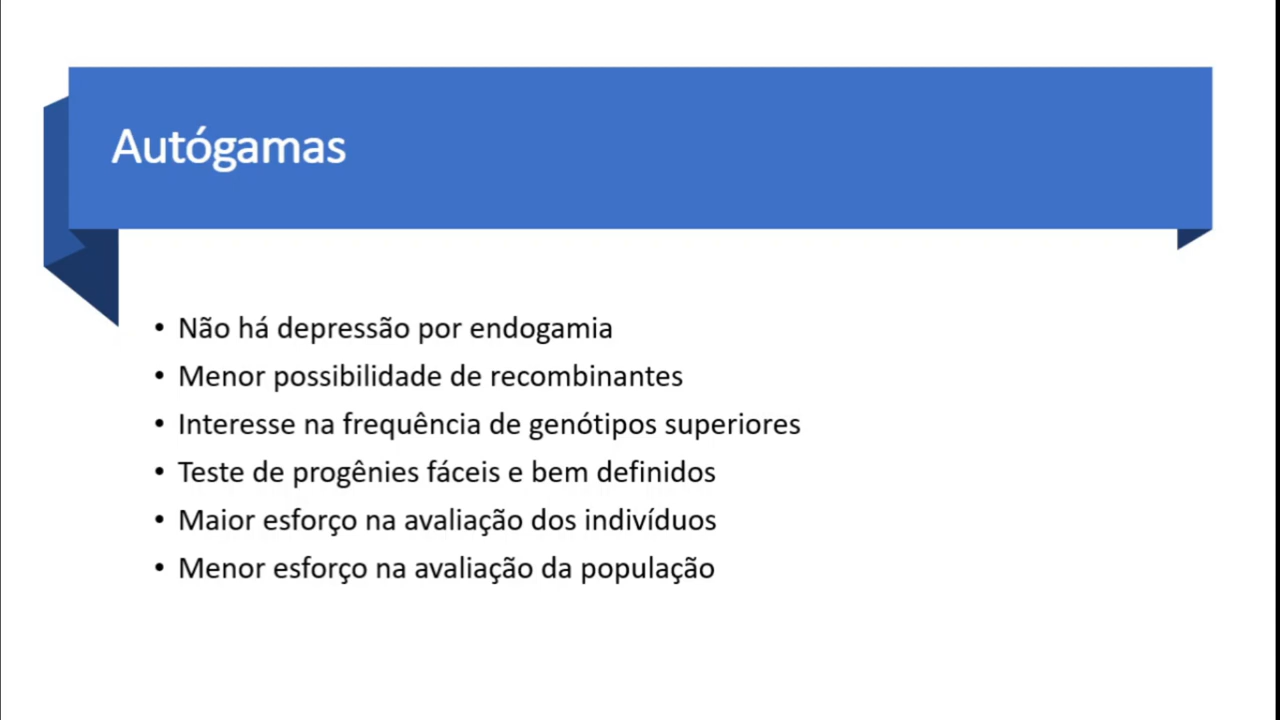 Autógamas
• Não há depressão por endogamia
• Menor possibilidade de recombinantes
• Interesse na frequência de genótipos superiores
• Teste de progênies fáceis e bem definidos
• Maior esforço na avaliação dos indivíduos
• Menor esforço na avaliação da população